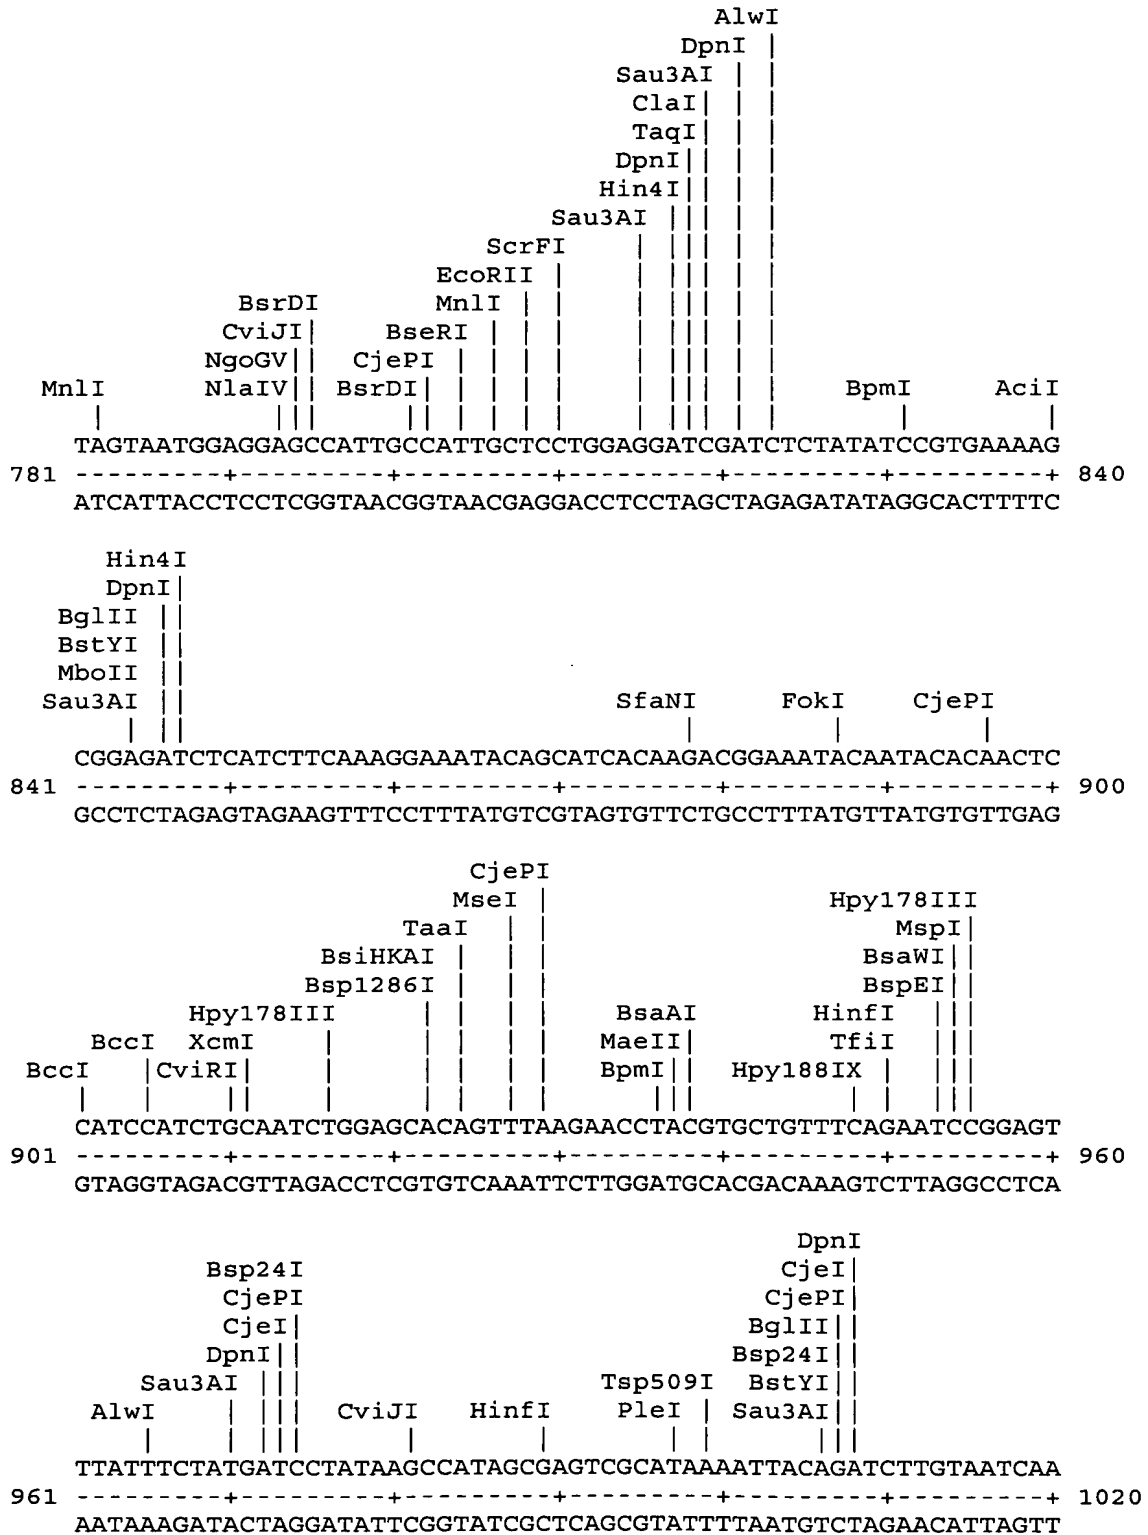 AlwI
DpnI |
Sau3AI | |
ClaI | | |
TaqI | | |
DpnI | | | |
Hin4I | | | |
Sau3AI | | | | |
ScrFI | | | | | |
EcoRII | | | | | | |
BsrDI MnlI | | | | | | | |
CviJI | BseRI | | | | | | | | |
NgoGV | | CjePI | | | | | | | | | |
MnlI NlaIV | | BsrDI | | | | | | | | | | BpmI AciI
TAGTAATGGAGGAGCCATTGCCATTGCTCCTGGAGGATCGATCTCTATATCCGTGAAAAG
781 ---------+---------+---------+---------+---------+---------+ 840
ATCATTACCTCCTCGGTAACGGTAACGAGGACCTCCTAGCTAGAGATATAGGCACTTTTC
Hin4I
DpnI |
BglII | |
BstYI | |
MboII | |
Sau3AI | | SfaNI FokI CjePI
CGGAGATCTCATCTTCAAAGGAAATACAGCATCACAAGACGGAAATACAATACACAACTC
841 ---------+---------+---------+---------+---------+---------+ 900
GCCTCTAGAGTAGAAGTTTCCTTTATGTCGTAGTGTTCTGCCTTTATGTTATGTGTTGAG
CjePI
MseI | Hpy178III
TaaI | | MspI |
BsiHKAI | | | BsaWI | |
Bsp1286I | | | BspEI | |
Hpy178III | | | | BsaAI HinfI | | |
BccI XcmI | | | | | MaeII | TfiI | | |
BccI | CviRI | | | | | | BpmI | | Hpy188IX | | | |
CATCCATCTGCAATCTGGAGCACAGTTTAAGAACCTACGTGCTGTTTCAGAATCCGGAGT
901 ---------+---------+---------+---------+---------+---------+ 960
GTAGGTAGACGTTAGACCTCGTGTCAAATTCTTGGATGCACGACAAAGTCTTAGGCCTCA
DpnI
Bsp24I CjeI |
CjePI CjePI |
CjeI | BglII | |
DpnI | | Bsp24I | |
Sau3AI | | | Tsp509I BstYI | |
AlwI | | | | CviJI HinfI PleI | Sau3AI | |
TTATTTCTATGATCCTATAAGCCATAGCGAGTCGCATAAAATTACAGATCTTGTAATCAA
961 ---------+---------+---------+---------+---------+---------+ 1020
AATAAAGATACTAGGATATTCGGTATCGCTCAGCGTATTTTAATGTCTAGAACATTAGTT